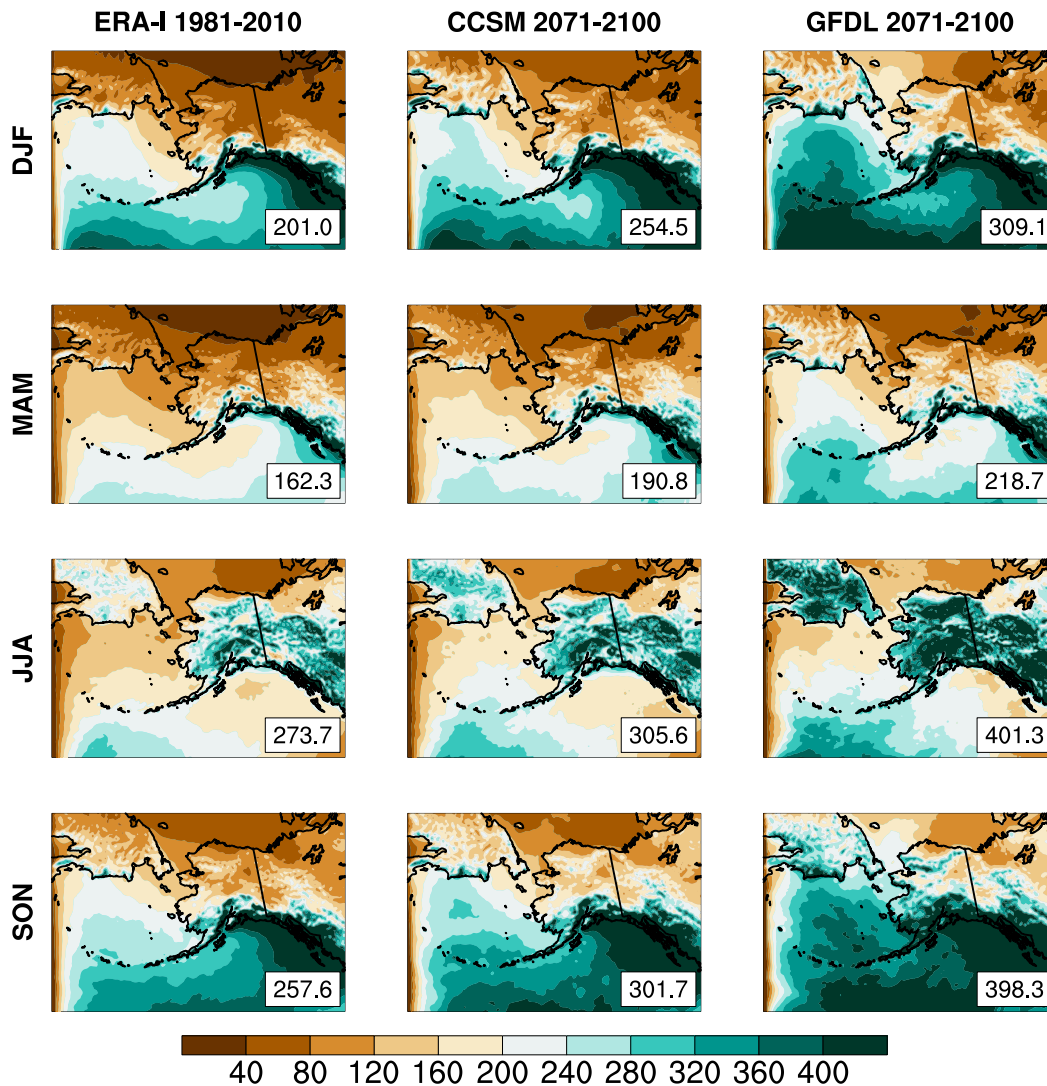 ERA-I 1981-2010 CCSM 2071-2100 GFDL 2071-2100
DJF
201.0 254.5 309.1
MAM
162.3 190.8 218.7
JJA
273.7 305.6 401.3
SON
257.6 301.7 398.3
40 80 120 160 200 240 280 320 360 400